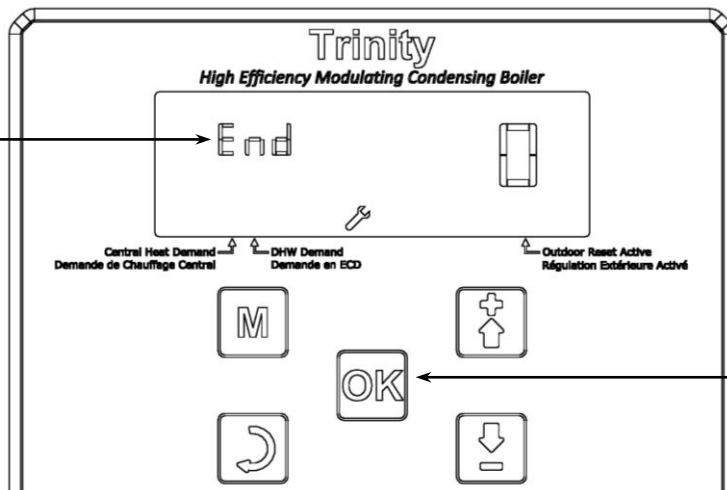 Trinity
High Efficiency Modulating Condensing Boiler
End 0
Central Heat Demand
Demande de Chauffage Central
DHW Demand
Demande en ECD
Outdoor Reset Active
Régulation Extérieure Activé
M
+
OK
-